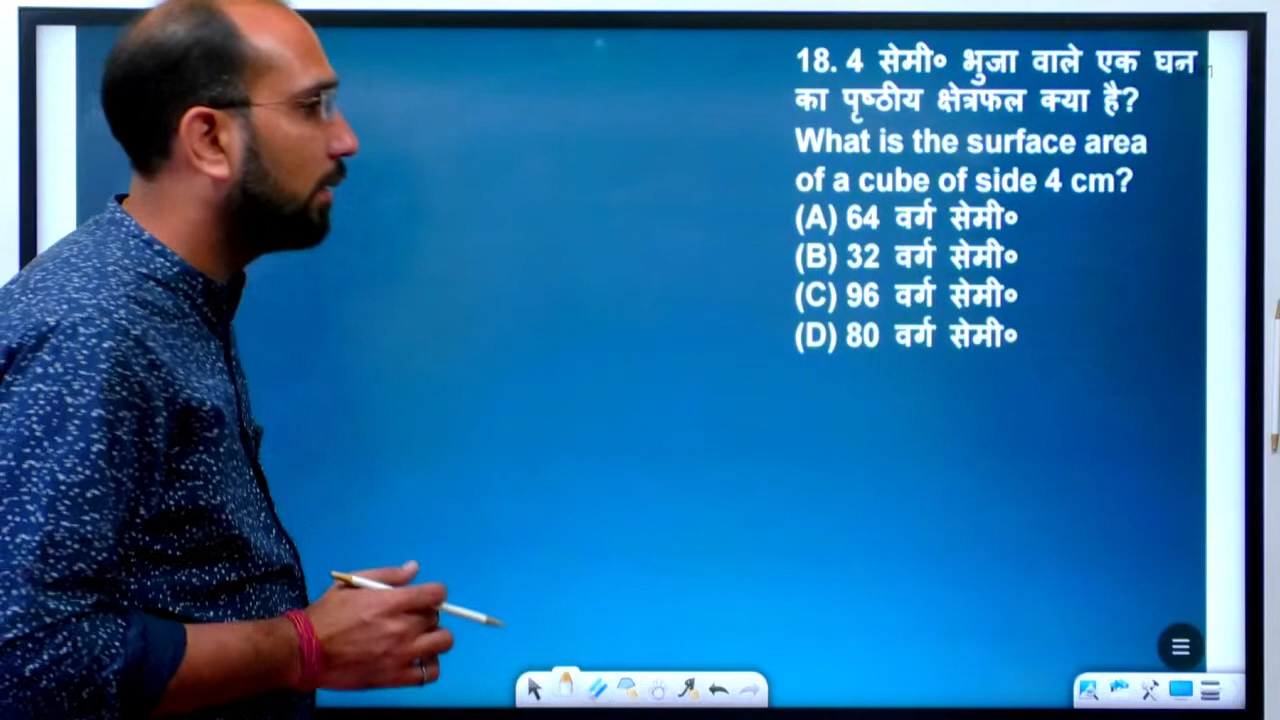 18. 4 सेमी० भुजा वाले एक घन
का पृष्ठीय क्षेत्रफल क्या है?
What is the surface area
of a cube of side 4 cm?
(A) 64 वर्ग सेमी०
(B) 32 वर्ग सेमी०
(C) 96 वर्ग सेमी०
(D) 80 वर्ग सेमी०